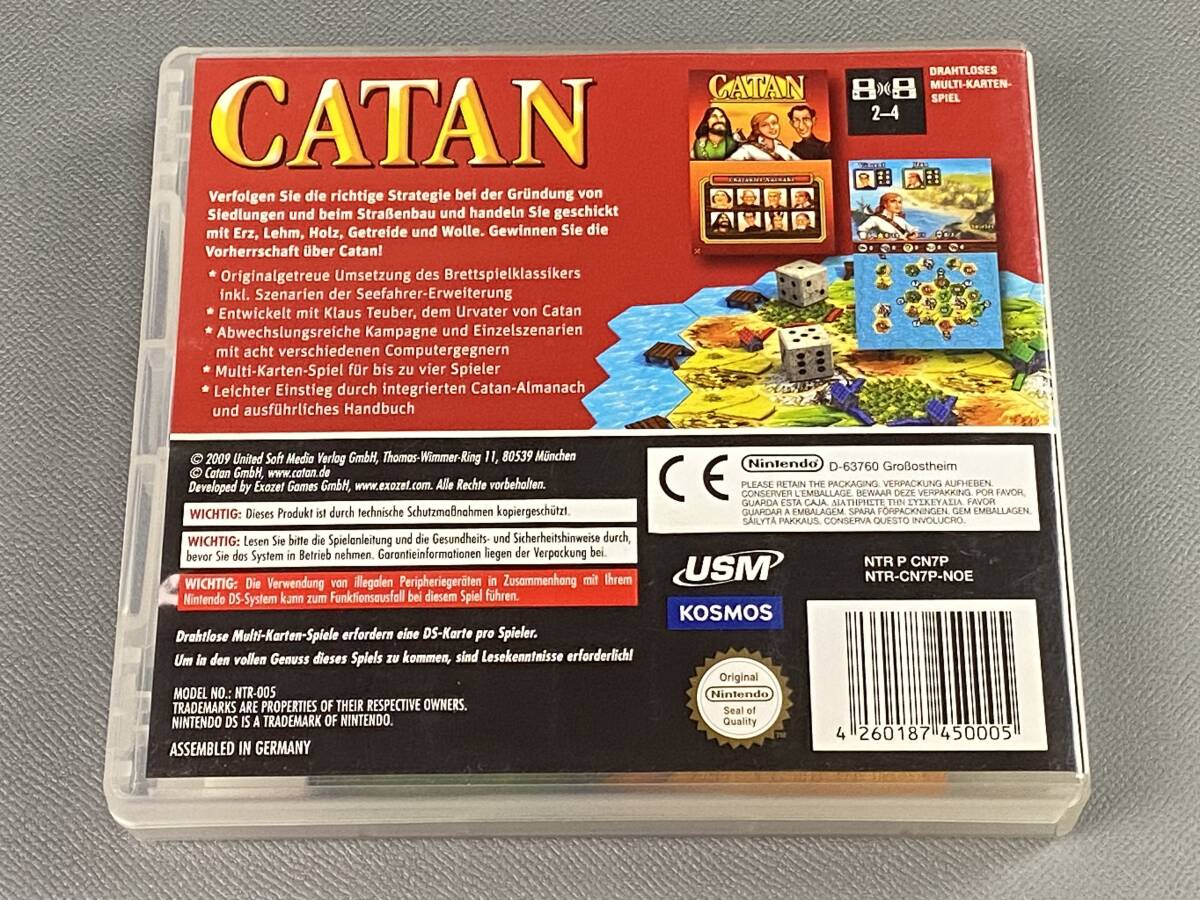 CATAN
Verfolgen Sie die richtige Strategie bei der Gründung von
Siedlungen und beim Straßenbau und handeln Sie geschickt
mit Erz, Lehm, Holz, Getreide und Wolle. Gewinnen Sie die
Vorherrschaft über Catan!
* Originalgetreue Umsetzung des Brettspielklassikers
inkl. Szenarien der Seefahrer-Erweiterung
* Entwickelt mit Klaus Teuber, dem Urvater von Catan
* Abwechslungsreiche Kampagne und Einzelszenarien
mit acht verschiedenen Computergegnern
* Multi-Karten-Spiel für bis zu vier Spieler
* Leichter Einstieg durch integrierten Catan-Almanach
und ausführliches Handbuch
CATAN
2–4
DRAHTLOSES
MULTI-KARTEN-
SPIEL
© 2009 United Soft Media Verlag GmbH, Thomas-Wimmer-Ring 11, 80539 München
© Catan GmbH, www.catan.de
Developed by Exozet Games GmbH, www.exozet.com. Alle Rechte vorbehalten.
WICHTIG: Dieses Produkt ist durch technische Schutzmaßnahmen kopiergeschützt.
WICHTIG: Lesen Sie bitte die Spielanleitung und die Gesundheits- und Sicherheitshinweise durch,
bevor Sie das System in Betrieb nehmen. Garantieinformationen liegen der Verpackung bei.
WICHTIG: Die Verwendung von illegalen Peripheriegeräten in Zusammenhang mit Ihrem
Nintendo DS-System kann zum Funktionsausfall bei diesem Spiel führen.
Drahtlose Multi-Karten-Spiele erfordern eine DS-Karte pro Spieler.
Um in den vollen Genuss dieses Spiels zu kommen, sind Lesekenntnisse erforderlich!
MODEL NO.: NTR-005
TRADEMARKS ARE PROPERTIES OF THEIR RESPECTIVE OWNERS.
NINTENDO DS IS A TRADEMARK OF NINTENDO.
ASSEMBLED IN GERMANY
CE Nintendo D-63760 Großostheim
PLEASE RETAIN THE PACKAGING. VERPACKUNG AUFHEBEN.
CONSERVER L'EMBALLAGE. BEWAAR DEZE VERPAKKING. POR FAVOR,
GUARDA ESTA CAJA. ΔΙΑΤΗΡΗΣΤΕ ΤΗΝ ΣΥΣΚΕΥΑΣΙΑ. FAVOR
GUARDAR A EMBALAGEM. SPARA FÖRPACKNINGEN. GEM EMBALLAGEN.
SÄILYTÄ PAKKAUS. CONSERVA QUESTO INVOLUCRO.
USM
KOSMOS
NTR P CN7P
NTR-CN7P-NOE
Original
Nintendo
Seal of
Quality
4 260187 450005